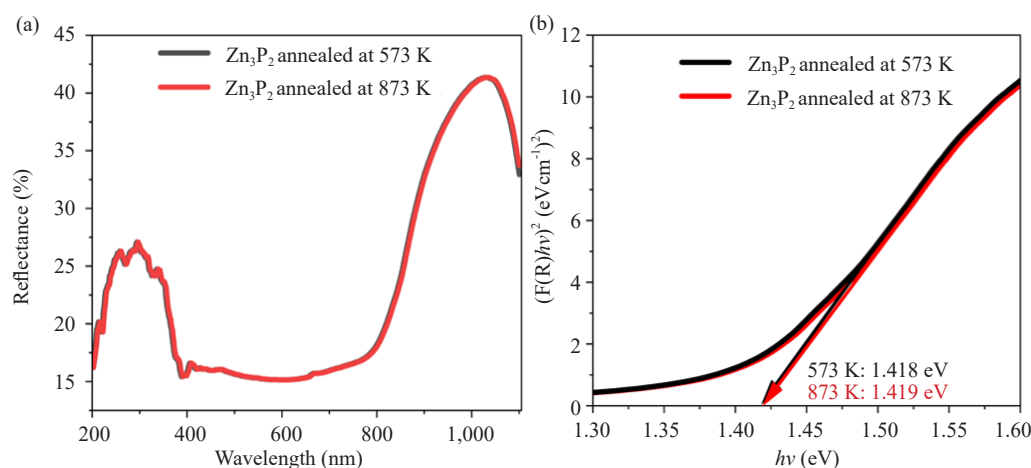 (a)
45
40
35
30
25
20
15
Reflectance (%)
Zn₃P₂ annealed at 573 K
Zn₃P₂ annealed at 873 K
200
400
600
800
1,000
Wavelength (nm)
(b)
12
10
8
6
4
2
0
(F(R)hν)² (eVcm⁻¹)²
Zn₃P₂ annealed at 573 K
Zn₃P₂ annealed at 873 K
573 K: 1.418 eV
873 K: 1.419 eV
1.30
1.35
1.40
1.45
1.50
1.55
1.60
hν (eV)